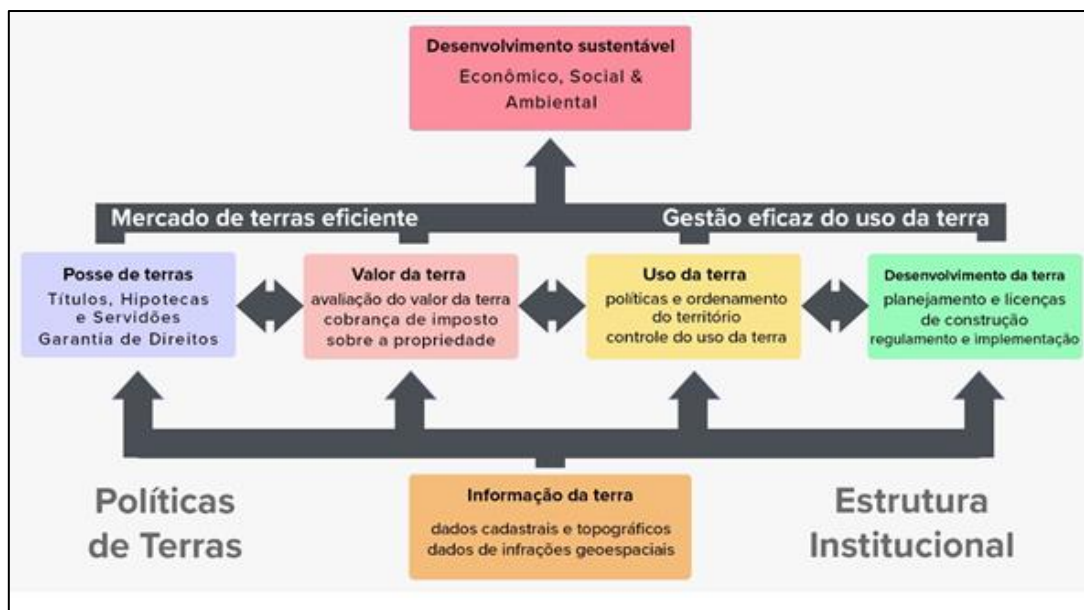 Desenvolvimento sustentável
Econômico, Social &
Ambiental
Mercado de terras eficiente
Gestão eficaz do uso da terra
Posse de terras
Títulos, Hipotecas
e Servidões
Garantia de Direitos
Valor da terra
avaliação do valor da terra
cobrança de imposto
sobre a propriedade
Uso da terra
políticas e ordenamento
do território
controle do uso da terra
Desenvolvimento da terra
planejamento e licenças
de construção
regulamento e implementação
Políticas
de Terras
Informação da terra
dados cadastrais e topográficos
dados de infrações geoespaciais
Estrutura
Institucional